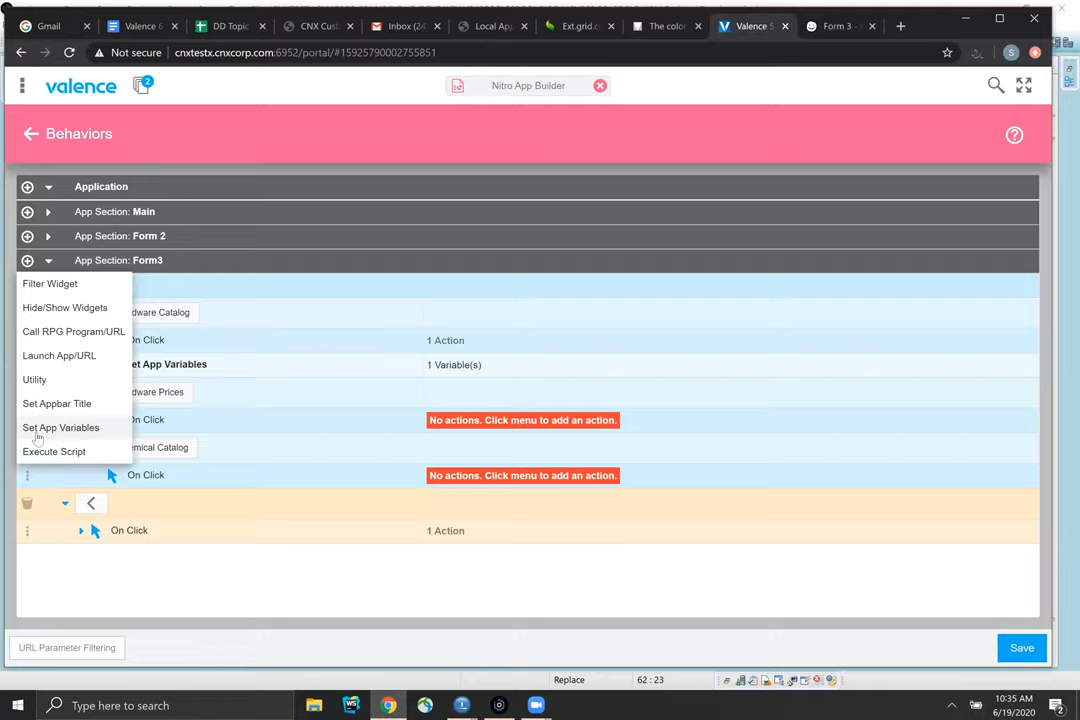 Gmail
Valence 6
DD Topic
CNX Cust
Inbox (24
Local App
Ext.grid.c
The color
Valence 5
Form 3 -
Not secure
cnxtestx.cnxcorp.com:6952/portal/#15925790002755851
S
valence
2
Nitro App Builder
Behaviors
Application
App Section: Main
App Section: Form 2
App Section: Form3
Filter Widget
Hide/Show Widgets
dware Catalog
Call RPG Program/URL
On Click
1 Action
Launch App/URL
et App Variables
1 Variable(s)
Utility
dware Prices
Set Appbar Title
On Click
No actions. Click menu to add an action.
Set App Variables
Execute Script
emical Catalog
On Click
No actions. Click menu to add an action.
On Click
1 Action
URL Parameter Filtering
Save
Replace
62 : 23
Type here to search
WS
10:35 AM
6/19/2020
2